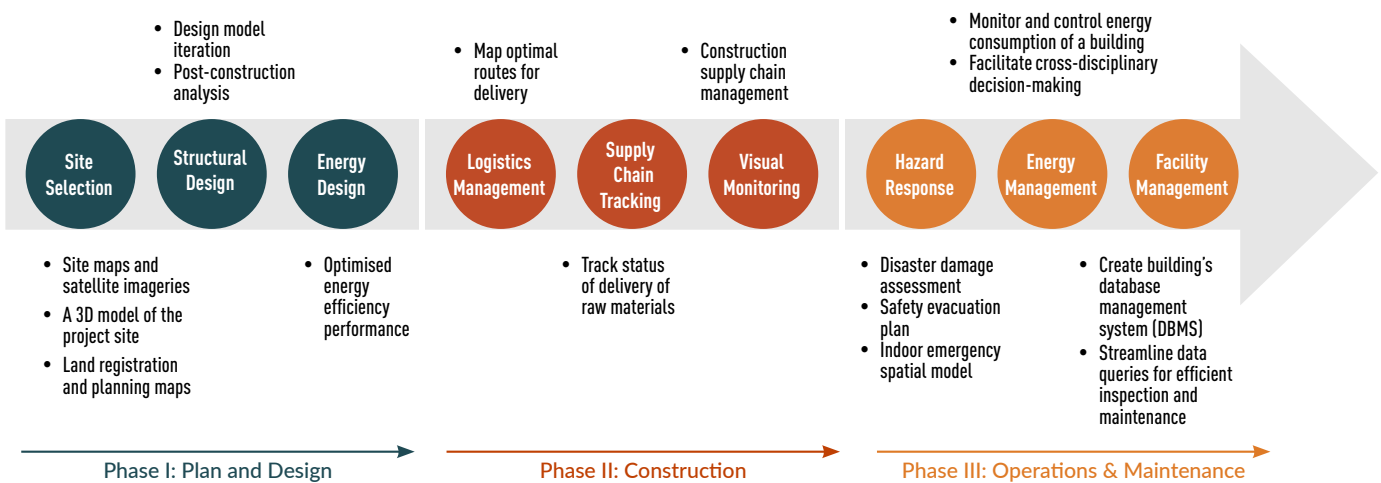 • Design model
iteration
• Post-construction
analysis
• Map optimal
routes for
delivery
• Construction
supply chain
management
• Monitor and control energy
consumption of a building
• Facilitate cross-disciplinary
decision-making
Site
Selection
Structural
Design
Energy
Design
Logistics
Management
Supply
Chain
Tracking
Visual
Monitoring
Hazard
Response
Energy
Management
Facility
Management
• Site maps and
satellite imageries
• A 3D model of the
project site
• Land registration
and planning maps
• Optimised
energy
efficiency
performance
• Track status
of delivery of
raw materials
• Disaster damage
assessment
• Safety evacuation
plan
• Indoor emergency
spatial model
• Create building’s
database
management
system (DBMS)
• Streamline data
queries for efficient
inspection and
maintenance
Phase I: Plan and Design
Phase II: Construction
Phase III: Operations & Maintenance